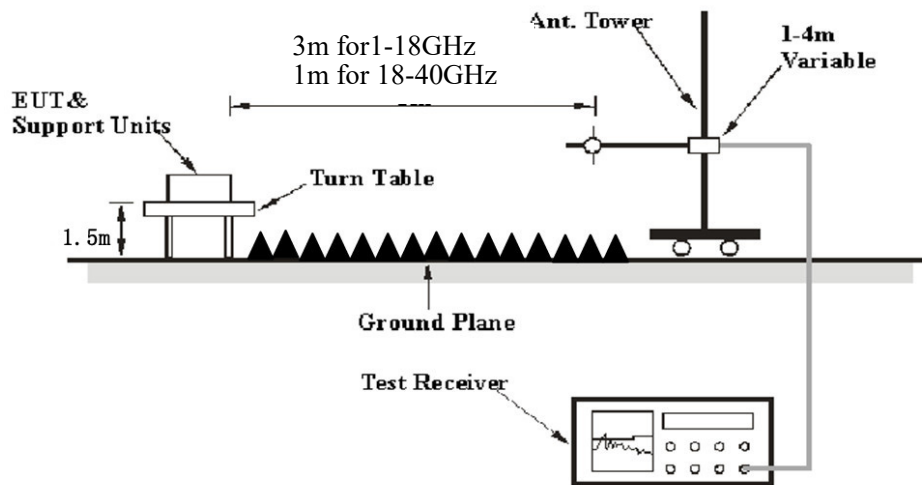 Ant. Tower
1-4m
Variable
3m for1-18GHz
1m for 18-40GHz
EUT&
Support Units
Turn Table
1.5m
Ground Plane
Test Receiver